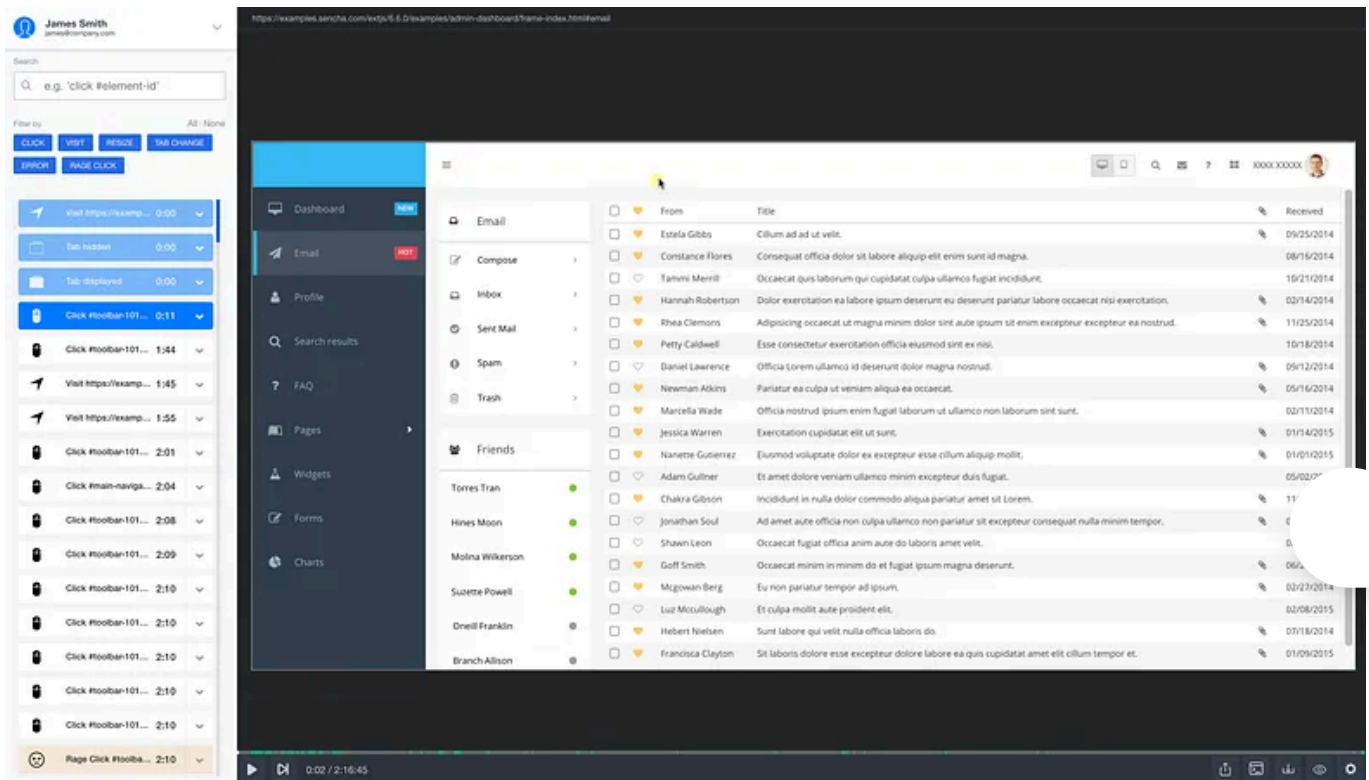 James Smith
james@company.com
Search
e.g. 'click #element-id'
Filter by
All | None
CLICK
VISIT
RESIZE
TAB CHANGE
ERROR
RAGE CLICK
Visit https://examp... 0:00
Tab hidden 0:00
Tab displayed 0:00
Click #toolbar-101... 0:11
Click #toolbar-101... 1:44
Visit https://examp... 1:45
Visit https://examp... 1:55
Click #toolbar-101... 2:01
Click #main-naviga... 2:04
Click #toolbar-101... 2:08
Click #toolbar-101... 2:09
Click #toolbar-101... 2:10
Click #toolbar-101... 2:10
Click #toolbar-101... 2:10
Click #toolbar-101... 2:10
Click #toolbar-101... 2:10
Rage Click #toolba... 2:10
https://examples.sencha.com/extjs/6.6.0/examples/admin-dashboard/frame-index.html#email
? XXXX XXXXX
Dashboard NEW
Email HOT
Profile
Search results
? FAQ
Pages
Widgets
Forms
Charts
Email
Compose
Inbox
Sent Mail
Spam
Trash
Friends
Torres Tran
Hines Moon
Molina Wilkerson
Suzette Powell
Oneill Franklin
Branch Allison
From Title Received
Estela Gibbs Cillum ad ad ut velit. 09/25/2014
Constance Flores Consequat officia dolor sit labore aliquip elit enim sunt id magna. 08/16/2014
Tammi Merrill Occaecat quis laborum qui cupidatat culpa ullamco fugiat incididunt. 10/21/2014
Hannah Robertson Dolor exercitation ea labore ipsum deserunt eu deserunt pariatur labore occaecat nisi exercitation. 02/14/2014
Rhea Clemons Adipisicing occaecat ut magna minim dolor sint aute ipsum sit enim excepteur excepteur ea nostrud. 11/25/2014
Petty Caldwell Esse consectetur exercitation officia eiusmod sint ex nisi. 10/18/2014
Daniel Lawrence Officia Lorem ullamco id deserunt dolor magna nostrud. 09/12/2014
Newman Atkins Pariatur ea culpa ut veniam aliqua ea occaecat. 05/16/2014
Marcella Wade Officia nostrud ipsum enim fugiat laborum ut ullamco non laborum sint sunt. 02/11/2014
Jessica Warren Exercitation cupidatat elit ut sunt. 01/14/2015
Nanette Gutierrez Eiusmod voluptate dolor ex excepteur esse cillum aliquip mollit. 01/01/2015
Adam Gullner Et amet dolore veniam ullamco minim excepteur duis fugiat. 05/02/
Chakra Gibson Incididunt in nulla dolor commodo aliqua pariatur amet sit Lorem. 11
Jonathan Soul Ad amet aute officia non culpa ullamco non pariatur sit excepteur consequat nulla minim tempor.
Shawn Leon Occaecat fugiat officia anim aute do laboris amet velit.
Goff Smith Occaecat minim in minim do et fugiat ipsum magna deserunt. 06/
Mcgowan Berg Eu non pariatur tempor ad ipsum. 02/27/2014
Luz Mccullough Et culpa mollit aute proident elit. 02/08/2015
Hebert Nielsen Sunt labore qui velit nulla officia laboris do. 07/18/2014
Francisca Clayton Sit laboris dolore esse excepteur dolore labore ea quis cupidatat amet elit cillum tempor et. 01/09/2015
0:02 / 2:16:45